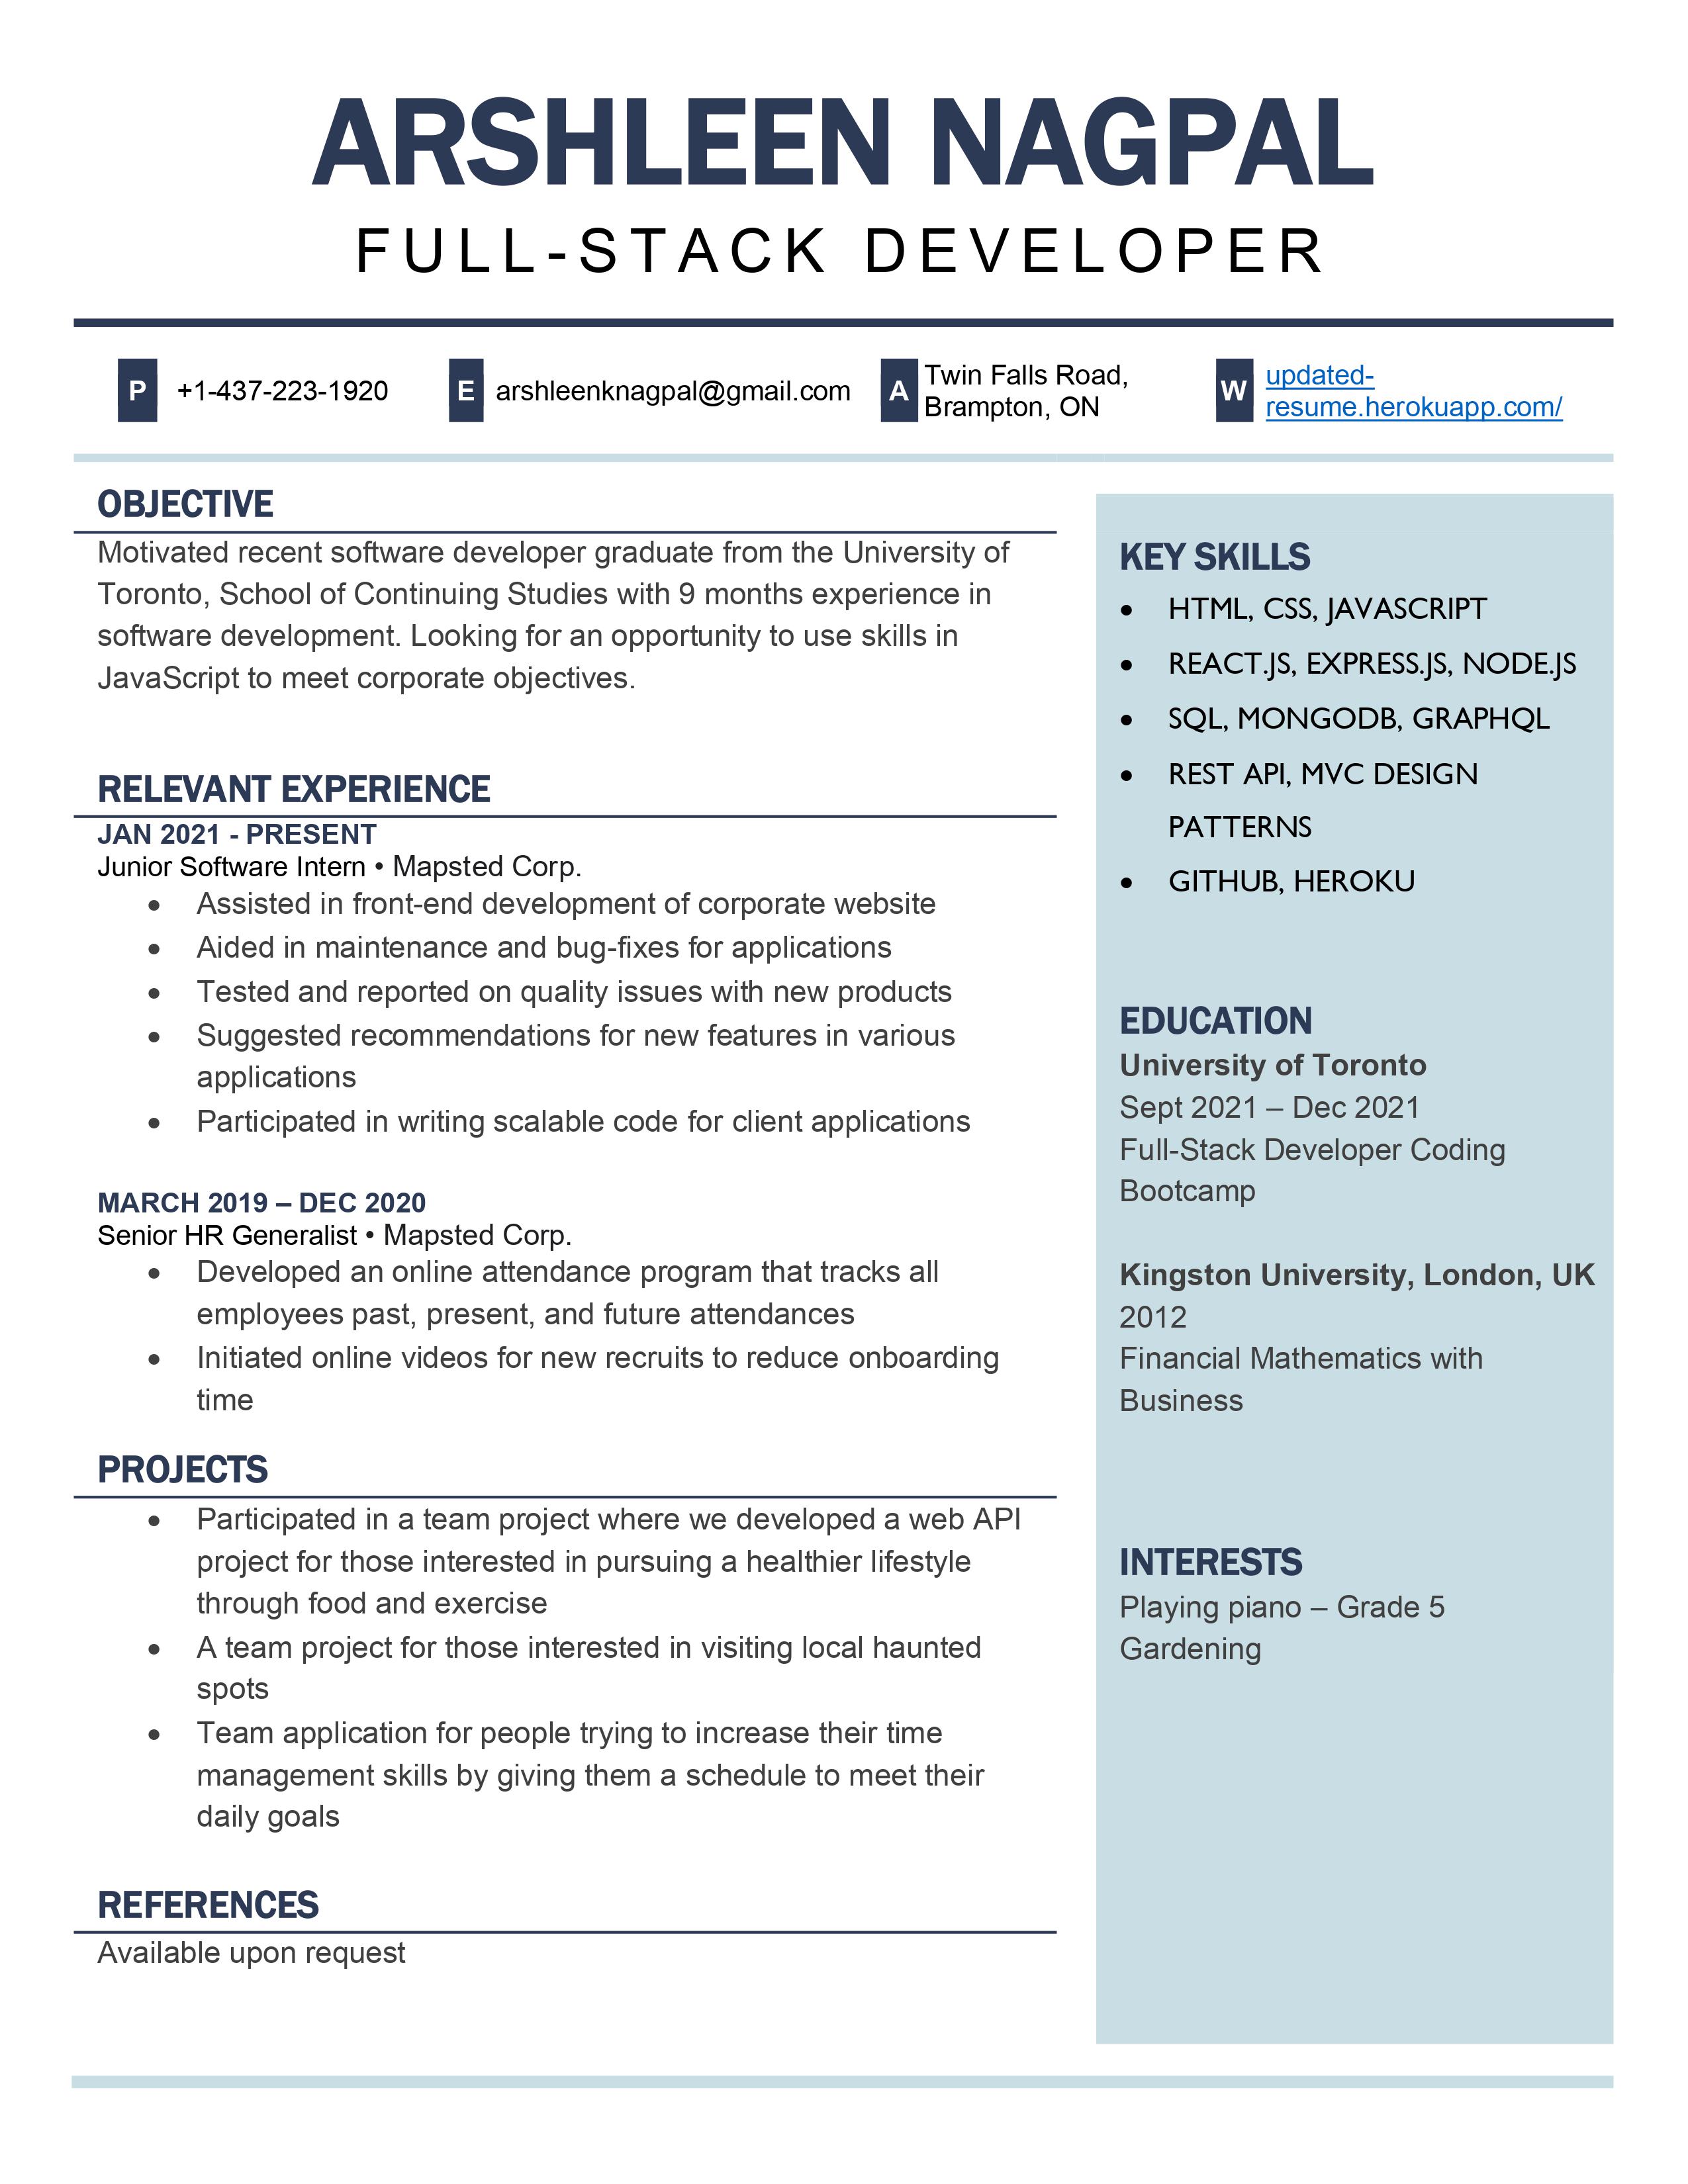 ARSHLEEN NAGPAL
FULL-STACK DEVELOPER
P +1-437-223-1920
E arshleenknagpal@gmail.com
A Twin Falls Road,
Brampton, ON
W updated-
resume.herokuapp.com/
OBJECTIVE
Motivated recent software developer graduate from the University of
Toronto, School of Continuing Studies with 9 months experience in
software development. Looking for an opportunity to use skills in
JavaScript to meet corporate objectives.
RELEVANT EXPERIENCE
JAN 2021 - PRESENT
Junior Software Intern • Mapsted Corp.
• Assisted in front-end development of corporate website
• Aided in maintenance and bug-fixes for applications
• Tested and reported on quality issues with new products
• Suggested recommendations for new features in various
applications
• Participated in writing scalable code for client applications
MARCH 2019 – DEC 2020
Senior HR Generalist • Mapsted Corp.
• Developed an online attendance program that tracks all
employees past, present, and future attendances
• Initiated online videos for new recruits to reduce onboarding
time
PROJECTS
• Participated in a team project where we developed a web API
project for those interested in pursuing a healthier lifestyle
through food and exercise
• A team project for those interested in visiting local haunted
spots
• Team application for people trying to increase their time
management skills by giving them a schedule to meet their
daily goals
REFERENCES
Available upon request
KEY SKILLS
• HTML, CSS, JAVASCRIPT
• REACT.JS, EXPRESS.JS, NODE.JS
• SQL, MONGODB, GRAPHQL
• REST API, MVC DESIGN
PATTERNS
• GITHUB, HEROKU
EDUCATION
University of Toronto
Sept 2021 – Dec 2021
Full-Stack Developer Coding
Bootcamp
Kingston University, London, UK
2012
Financial Mathematics with
Business
INTERESTS
Playing piano – Grade 5
Gardening